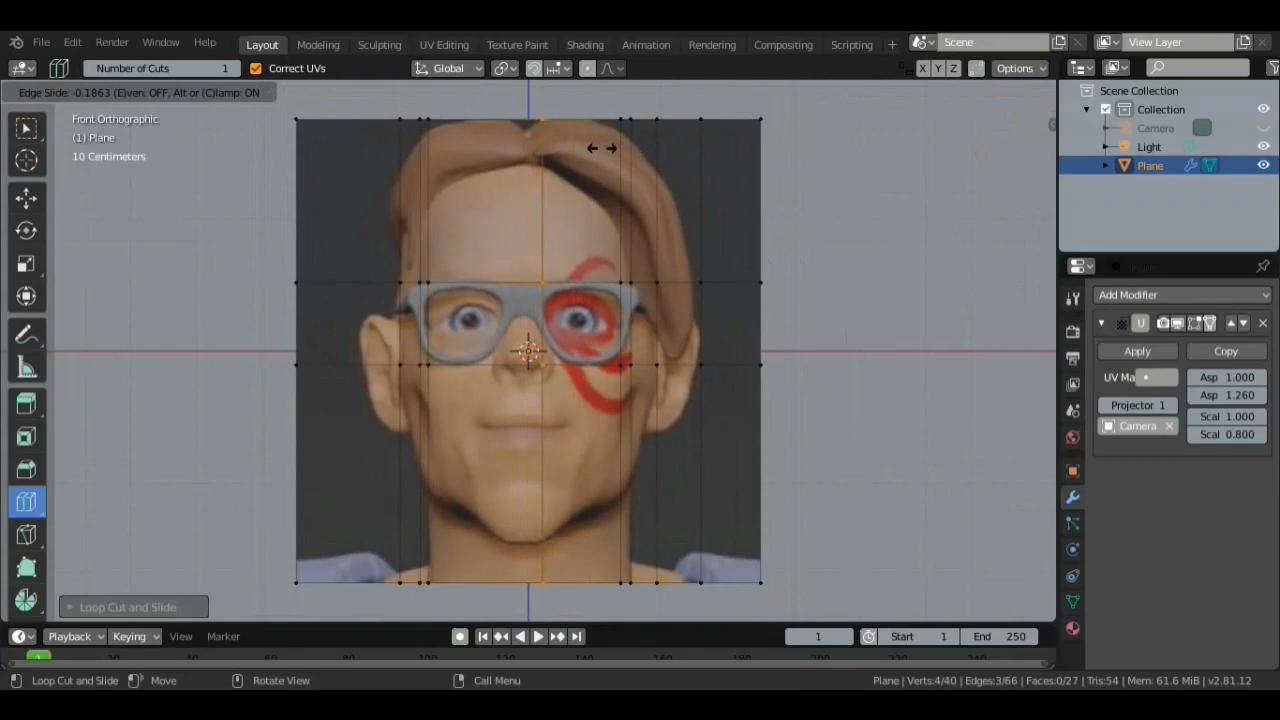 File Edit Render Window Help Layout Modeling Sculpting UV Editing Texture Paint Shading Animation Rendering Compositing Scripting + Scene View Layer
Number of Cuts 1 Correct UVs Global X Y Z Options
Edge Slide: -0.1863 (E)ven: OFF, Alt or (C)lamp: ON
Scene Collection
Collection
Camera
Light
Plane
Front Orthographic
(1) Plane
10 Centimeters
Add Modifier
U
Apply Copy
UV Ma Asp 1.000
Asp 1.260
Projector 1
Scal 1.000
Camera
Scal 0.800
Loop Cut and Slide
Playback Keying View Marker 1 Start 1 End 250
1
Loop Cut and Slide Move Rotate View Call Menu Plane | Verts:4/40 | Edges:3/66 | Faces:0/27 | Tris:54 | Mem: 61.6 MiB | v2.81.12